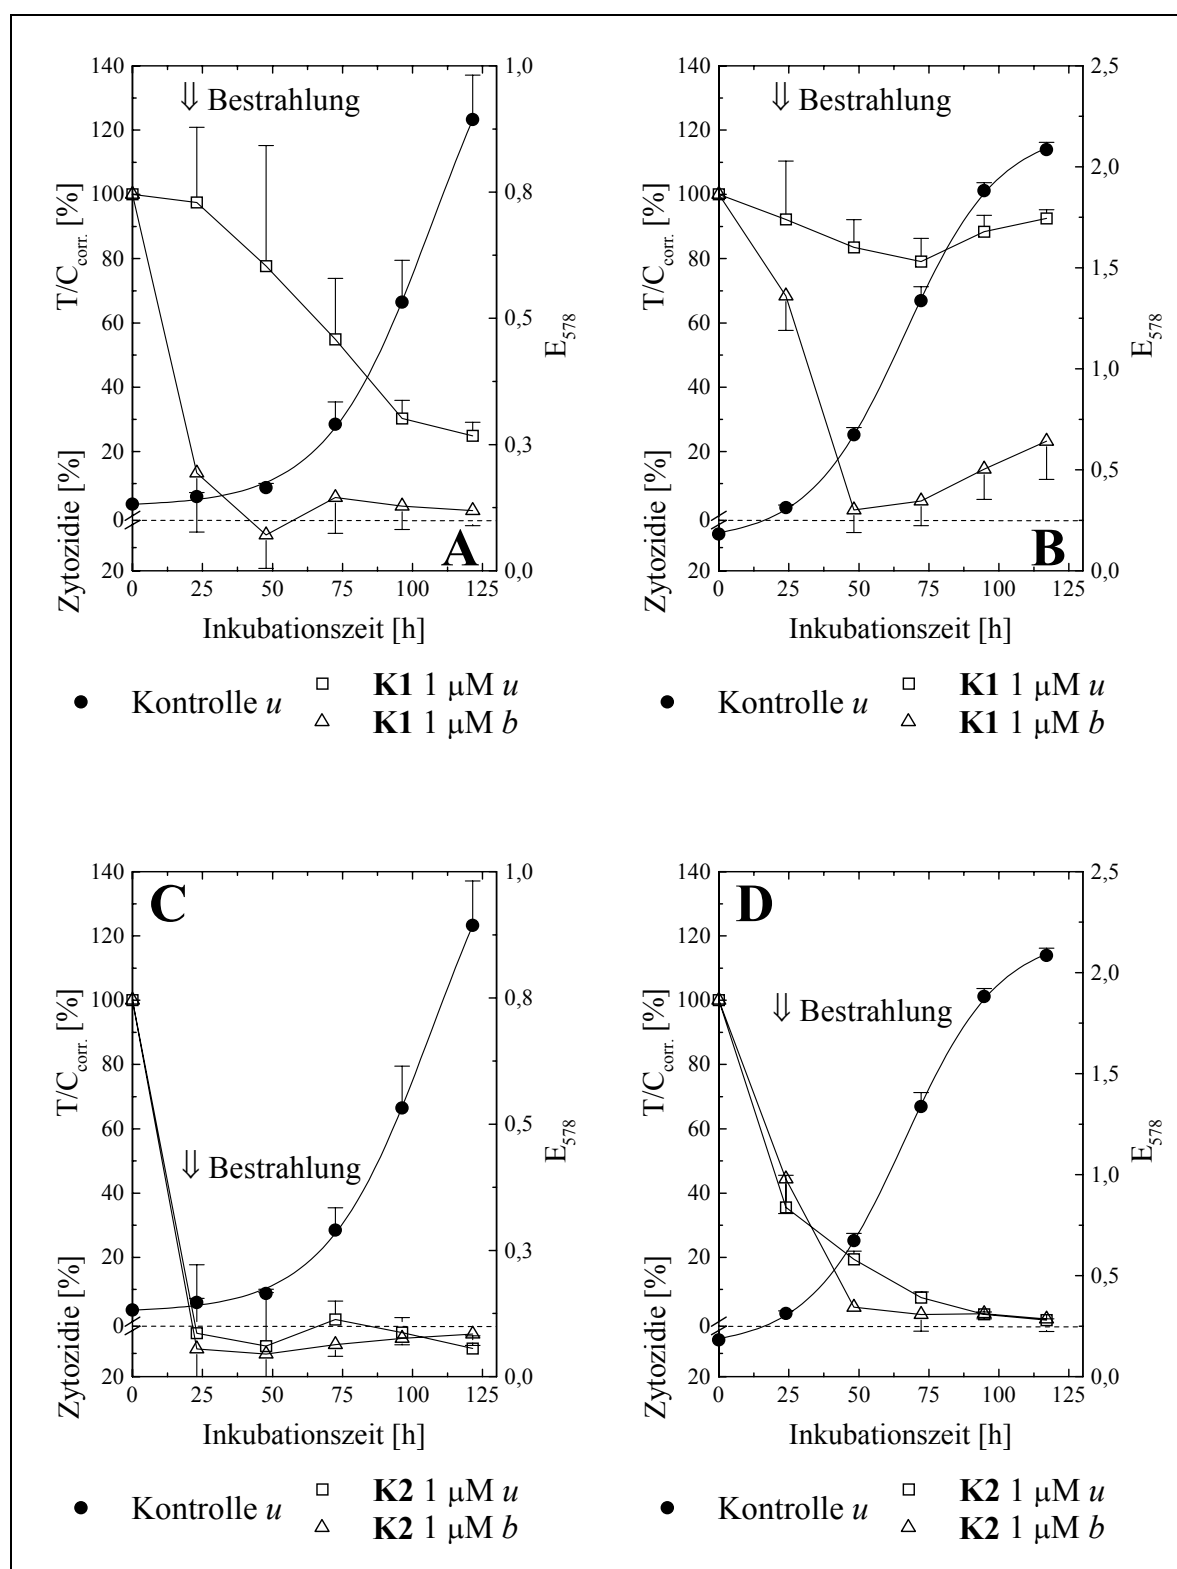 140
120
100
80
60
40
20
0
20
T/C corr. [%]
Zytozidie [%]
⇓ Bestrahlung
1,0
0,8
0,5
0,3
0,0
E578
A
0 25 50 75 100 125
Inkubationszeit [h]
● Kontrolle u
□ K1 1 µM u
△ K1 1 µM b
140
120
100
80
60
40
20
0
20
T/C corr. [%]
Zytozidie [%]
⇓ Bestrahlung
2,5
2,0
1,5
1,0
0,5
0,0
E578
B
0 25 50 75 100 125
Inkubationszeit [h]
● Kontrolle u
□ K1 1 µM u
△ K1 1 µM b
140
120
100
80
60
40
20
0
20
T/C corr. [%]
Zytozidie [%]
C
⇓ Bestrahlung
1,0
0,8
0,5
0,3
0,0
E578
0 25 50 75 100 125
Inkubationszeit [h]
● Kontrolle u
□ K2 1 µM u
△ K2 1 µM b
140
120
100
80
60
40
20
0
20
T/C corr. [%]
Zytozidie [%]
D
⇓ Bestrahlung
2,5
2,0
1,5
1,0
0,5
0,0
E578
0 25 50 75 100 125
Inkubationszeit [h]
● Kontrolle u
□ K2 1 µM u
△ K2 1 µM b